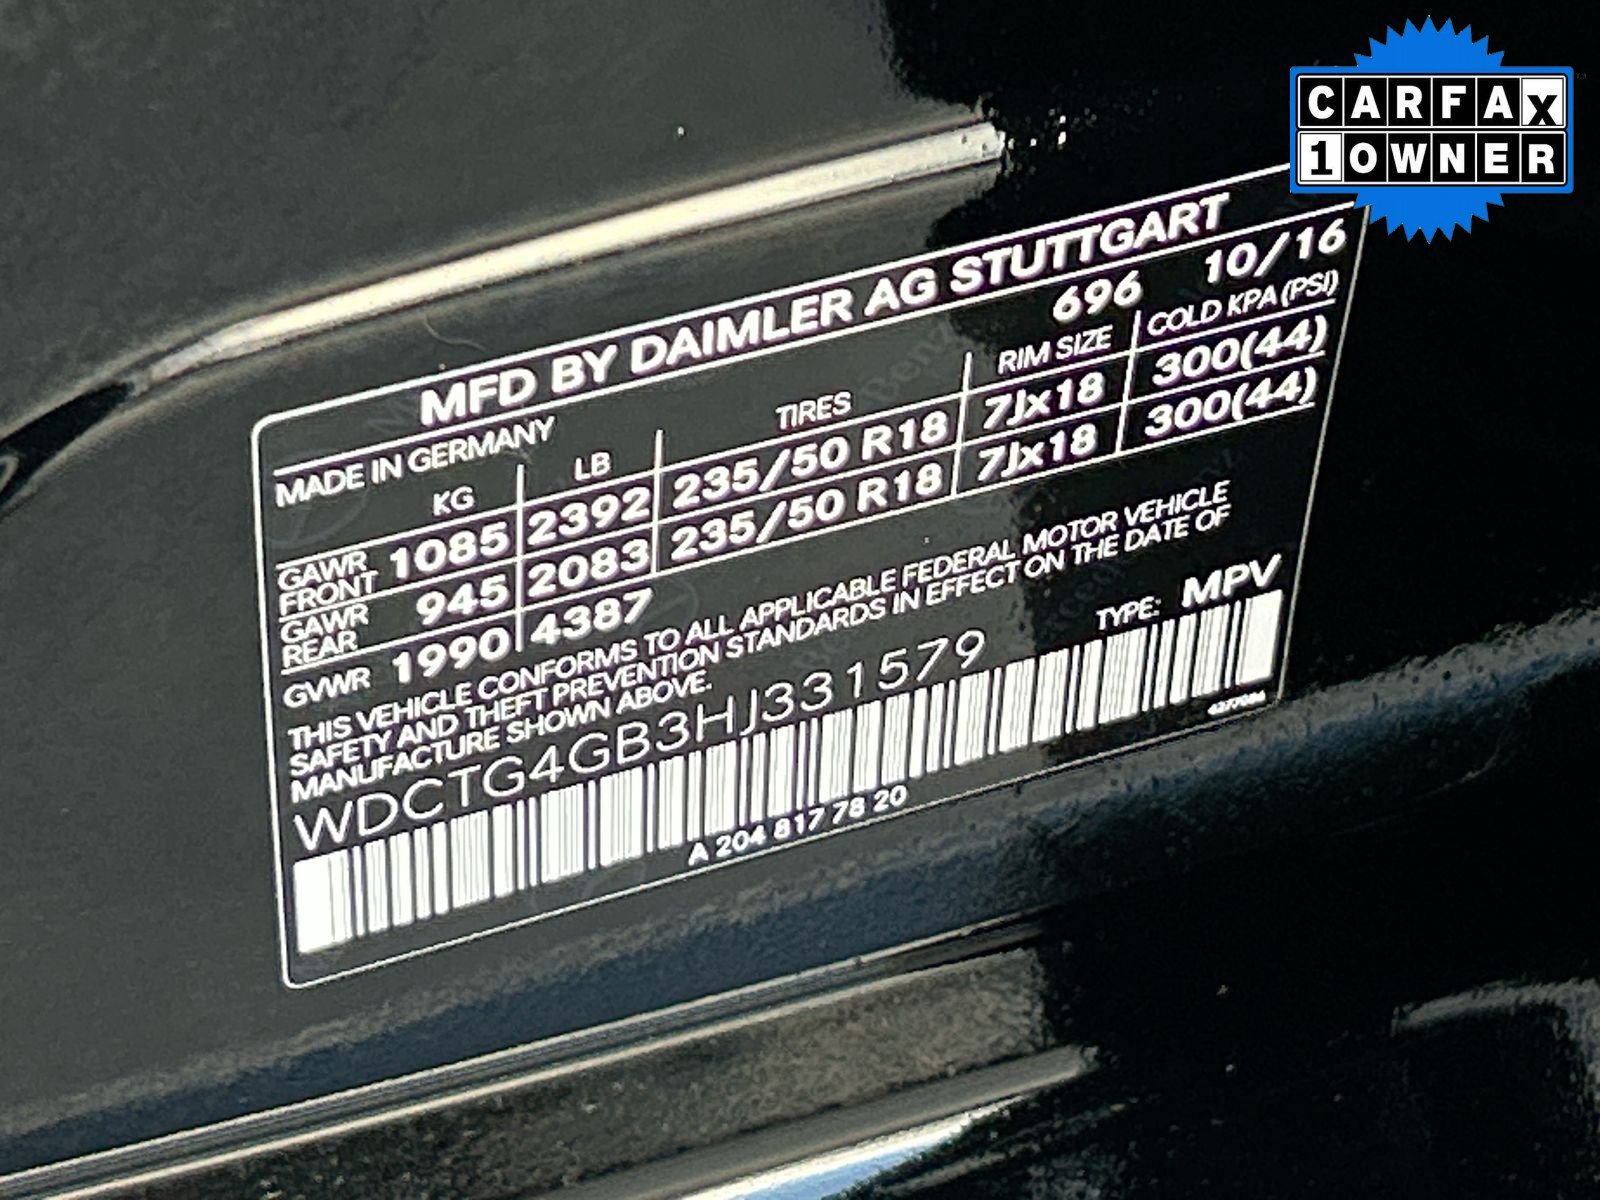 CARFAX
1 OWNER
MFD BY DAIMLER AG STUTTGART
MADE IN GERMANY 696 10/16
KG LB TIRES RIM SIZE COLD KPA (PSI)
GAWR FRONT 1085 2392 235/50 R18 7Jx18 300(44)
GAWR REAR 945 2083 235/50 R18 7Jx18 300(44)
GVWR 1990 4387
THIS VEHICLE CONFORMS TO ALL APPLICABLE FEDERAL MOTOR VEHICLE
SAFETY AND THEFT PREVENTION STANDARDS IN EFFECT ON THE DATE OF
MANUFACTURE SHOWN ABOVE.
WDCTG4GB3HJ331579 TYPE: MPV
A 204 817 78 20